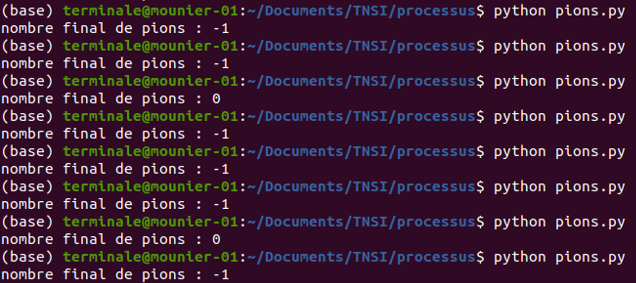 (base) terminale@mounier-01:~/Documents/TNSI/processus$ python pions.py
nombre final de pions : -1
(base) terminale@mounier-01:~/Documents/TNSI/processus$ python pions.py
nombre final de pions : -1
(base) terminale@mounier-01:~/Documents/TNSI/processus$ python pions.py
nombre final de pions : 0
(base) terminale@mounier-01:~/Documents/TNSI/processus$ python pions.py
nombre final de pions : -1
(base) terminale@mounier-01:~/Documents/TNSI/processus$ python pions.py
nombre final de pions : -1
(base) terminale@mounier-01:~/Documents/TNSI/processus$ python pions.py
nombre final de pions : -1
(base) terminale@mounier-01:~/Documents/TNSI/processus$ python pions.py
nombre final de pions : 0
(base) terminale@mounier-01:~/Documents/TNSI/processus$ python pions.py
nombre final de pions : -1